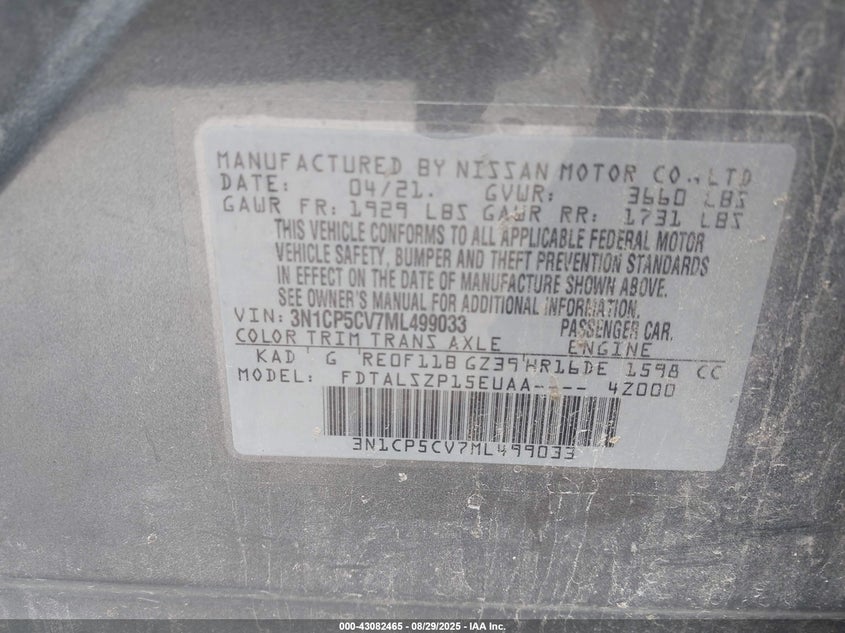 MANUFACTURED BY NISSAN MOTOR CO., LTD
DATE: 04/21. GVWR: 3660 LBS
GAWR FR: 1929 LBS GAWR RR: 1731 LBS
THIS VEHICLE CONFORMS TO ALL APPLICABLE FEDERAL MOTOR
VEHICLE SAFETY, BUMPER AND THEFT PREVENTION STANDARDS
IN EFFECT ON THE DATE OF MANUFACTURE SHOWN ABOVE.
SEE OWNER'S MANUAL FOR ADDITIONAL INFORMATION.
VIN: 3N1CP5CV7ML499033 PASSENGER CAR.
COLOR TRIM TRANS AXLE ENGINE
KAD G RE0F11B GZ39 HR16DE 1598 CC
MODEL: FDTALSZP15EUAA---- 42000
3N1CP5CV7ML499033
000-43082465 - 08/29/2025 - IAA Inc.